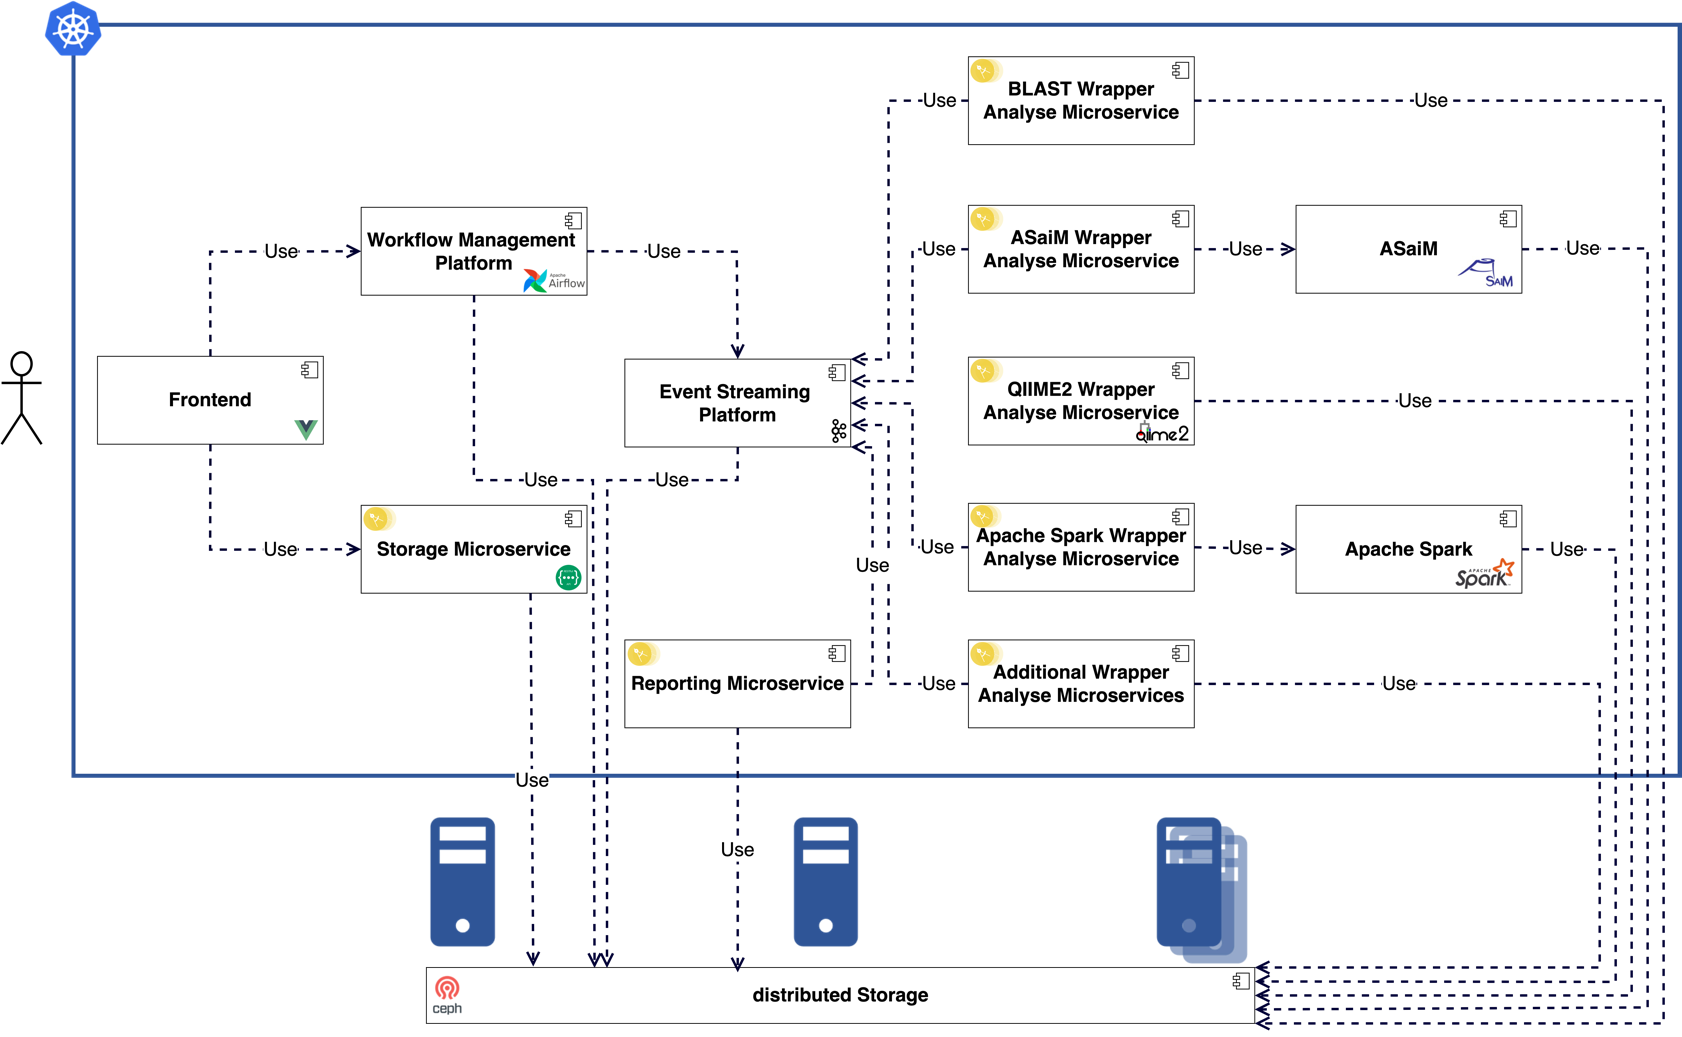 BLAST Wrapper
Analyse Microservice
Use
Use
Workflow Management
Platform
Apache
Airflow
Use
Use
ASaiM Wrapper
Analyse Microservice
Use
Use
ASaiM
SAIM
Use
Frontend
Event Streaming
Platform
QIIME2 Wrapper
Analyse Microservice
qiime2
Use
Use
Use
Use
Storage Microservice
Use
Apache Spark Wrapper
Analyse Microservice
Use
Apache Spark
APACHE
Spark
Use
Use
Reporting Microservice
Use
Additional Wrapper
Analyse Microservices
Use
Use
Use
ceph
distributed Storage